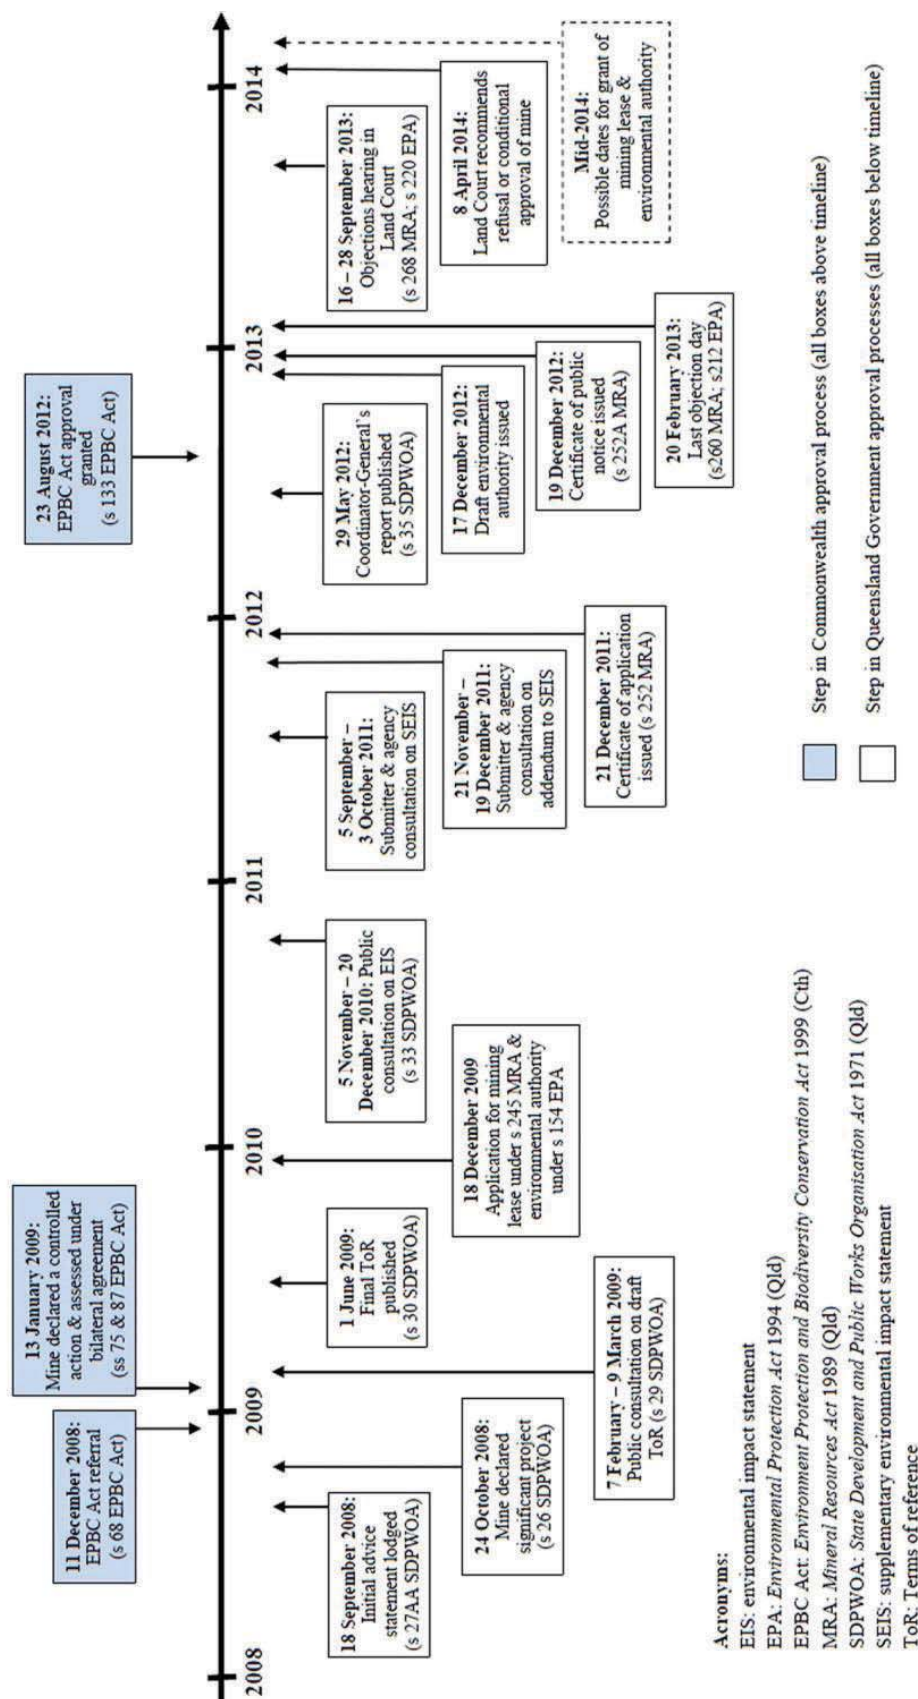 11 December 2008:
EPBC Act referral
(s 68 EPBC Act)
13 January 2009:
Mine declared a controlled
action & assessed under
bilateral agreement
(ss 75 & 87 EPBC Act)
23 August 2012:
EPBC Act approval
granted
(s 133 EPBC Act)
2008
2009
2010
2011
2012
2013
2014
18 September 2008:
Initial advice
statement lodged
(s 27AA SDPWOA)
24 October 2008:
Mine declared
significant project
(s 26 SDPWOA)
7 February – 9 March 2009:
Public consultation on draft
ToR (s 29 SDPWOA)
1 June 2009:
Final ToR
published
(s 30 SDPWOA)
18 December 2009
Application for mining
lease under s 245 MRA &
environmental authority
under s 154 EPA
5 November – 20
December 2010: Public
consultation on EIS
(s 33 SDPWOA)
5 September –
3 October 2011:
Submitter & agency
consultation on SEIS
21 November –
19 December 2011:
Submitter & agency
consultation on
addendum to SEIS
21 December 2011:
Certificate of application
issued (s 252 MRA)
29 May 2012:
Coordinator-General's
report published
(s 35 SDPWOA)
17 December 2012:
Draft environmental
authority issued
19 December 2012:
Certificate of public
notice issued
(s 252A MRA)
20 February 2013:
Last objection day
(s260 MRA; s212 EPA)
16 – 28 September 2013:
Objections hearing in
Land Court
(s 268 MRA; s 220 EPA)
8 April 2014:
Land Court recommends
refusal or conditional
approval of mine
Mid-2014:
Possible dates for grant of
mining lease &
environmental authority
Acronyms:
EIS: environmental impact statement
EPA: Environmental Protection Act 1994 (Qld)
EPBC Act: Environment Protection and Biodiversity Conservation Act 1999 (Cth)
MRA: Mineral Resources Act 1989 (Qld)
SDPWOA: State Development and Public Works Organisation Act 1971 (Qld)
SEIS: supplementary environmental impact statement
ToR: Terms of reference
Step in Commonwealth approval process (all boxes above timeline)
Step in Queensland Government approval processes (all boxes below timeline)